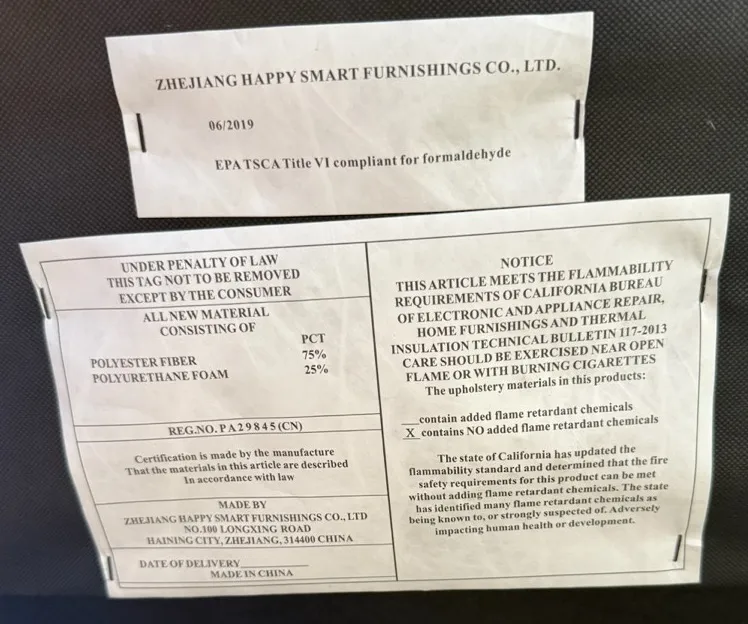 ZHEJIANG HAPPY SMART FURNISHINGS CO., LTD.
06/2019
EPA TSCA Title VI compliant for formaldehyde
UNDER PENALTY OF LAW
THIS TAG NOT TO BE REMOVED
EXCEPT BY THE CONSUMER
ALL NEW MATERIAL
CONSISTING OF
PCT
POLYESTER FIBER 75%
POLYURETHANE FOAM 25%
REG.NO. PA29845(CN)
Certification is made by the manufacture
That the materials in this article are described
In accordance with law
MADE BY
ZHEJIANG HAPPY SMART FURNISHINGS CO., LTD
NO.100 LONGXING ROAD
HAINING CITY, ZHEJIANG, 314400 CHINA
DATE OF DELIVERY____________
MADE IN CHINA
NOTICE
THIS ARTICLE MEETS THE FLAMMABILITY
REQUIREMENTS OF CALIFORNIA BUREAU
OF ELECTRONIC AND APPLIANCE REPAIR,
HOME FURNISHINGS AND THERMAL
INSULATION TECHNICAL BULLETIN 117-2013
CARE SHOULD BE EXERCISED NEAR OPEN
FLAME OR WITH BURNING CIGARETTES
The upholstery materials in this products:
__contain added flame retardant chemicals
X contains NO added flame retardant chemicals
The state of California has updated the
flammability standard and determined that the fire
safety requirements for this product can be met
without adding flame retardant chemicals. The state
has identified many flame retardant chemicals as
being known to, or strongly suspected of. Adversely
impacting human health or development.